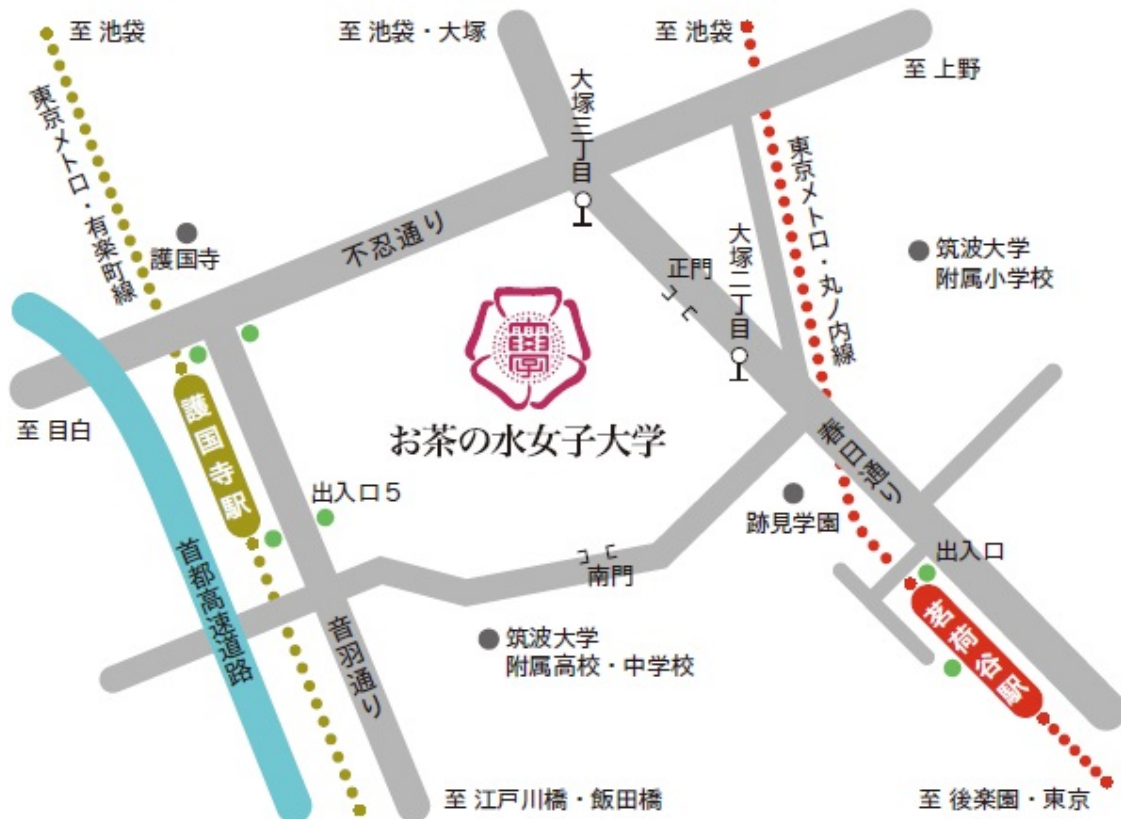 至 池袋
至 池袋・大塚
至 池袋
至 上野
大塚三丁目
東京メトロ・有楽町線
東京メトロ・丸ノ内線
護国寺
不忍通り
正門
大塚二丁目
筑波大学
附属小学校
至 目白
護国寺駅
お茶の水女子大学
春日通り
出入口5
跡見学園
首都高速道路
南門
出入口
音羽通り
筑波大学
附属高校・中学校
茗荷谷駅
至 江戸川橋・飯田橋
至 後楽園・東京